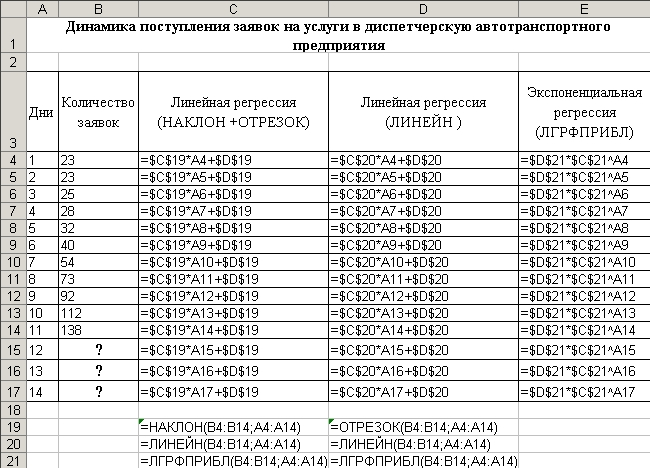 A B C D E
1 Динамика поступления заявок на услуги в диспетчерскую автотранспортного
предприятия
2
3 Дни Количество заявок Линейная регрессия (НАКЛОН +ОТРЕЗОК) Линейная регрессия (ЛИНЕЙН ) Экспоненциальная регрессия (ЛГРФПРИБЛ)
4 1 23 =$C$19*A4+$D$19 =$C$20*A4+$D$20 =$D$21*$C$21^A4
5 2 23 =$C$19*A5+$D$19 =$C$20*A5+$D$20 =$D$21*$C$21^A5
6 3 25 =$C$19*A6+$D$19 =$C$20*A6+$D$20 =$D$21*$C$21^A6
7 4 28 =$C$19*A7+$D$19 =$C$20*A7+$D$20 =$D$21*$C$21^A7
8 5 32 =$C$19*A8+$D$19 =$C$20*A8+$D$20 =$D$21*$C$21^A8
9 6 40 =$C$19*A9+$D$19 =$C$20*A9+$D$20 =$D$21*$C$21^A9
10 7 54 =$C$19*A10+$D$19 =$C$20*A10+$D$20 =$D$21*$C$21^A10
11 8 73 =$C$19*A11+$D$19 =$C$20*A11+$D$20 =$D$21*$C$21^A11
12 9 92 =$C$19*A12+$D$19 =$C$20*A12+$D$20 =$D$21*$C$21^A12
13 10 112 =$C$19*A13+$D$19 =$C$20*A13+$D$20 =$D$21*$C$21^A13
14 11 138 =$C$19*A14+$D$19 =$C$20*A14+$D$20 =$D$21*$C$21^A14
15 12 ? =$C$19*A15+$D$19 =$C$20*A15+$D$20 =$D$21*$C$21^A15
16 13 ? =$C$19*A16+$D$19 =$C$20*A16+$D$20 =$D$21*$C$21^A16
17 14 ? =$C$19*A17+$D$19 =$C$20*A17+$D$20 =$D$21*$C$21^A17
18
19 =НАКЛОН(B4:B14;A4:A14) =ОТРЕЗОК(B4:B14;A4:A14)
20 =ЛИНЕЙН(B4:B14;A4:A14) =ЛИНЕЙН(B4:B14;A4:A14)
21 =ЛГРФПРИБЛ(B4:B14;A4:A14) =ЛГРФПРИБЛ(B4:B14;A4:A14)